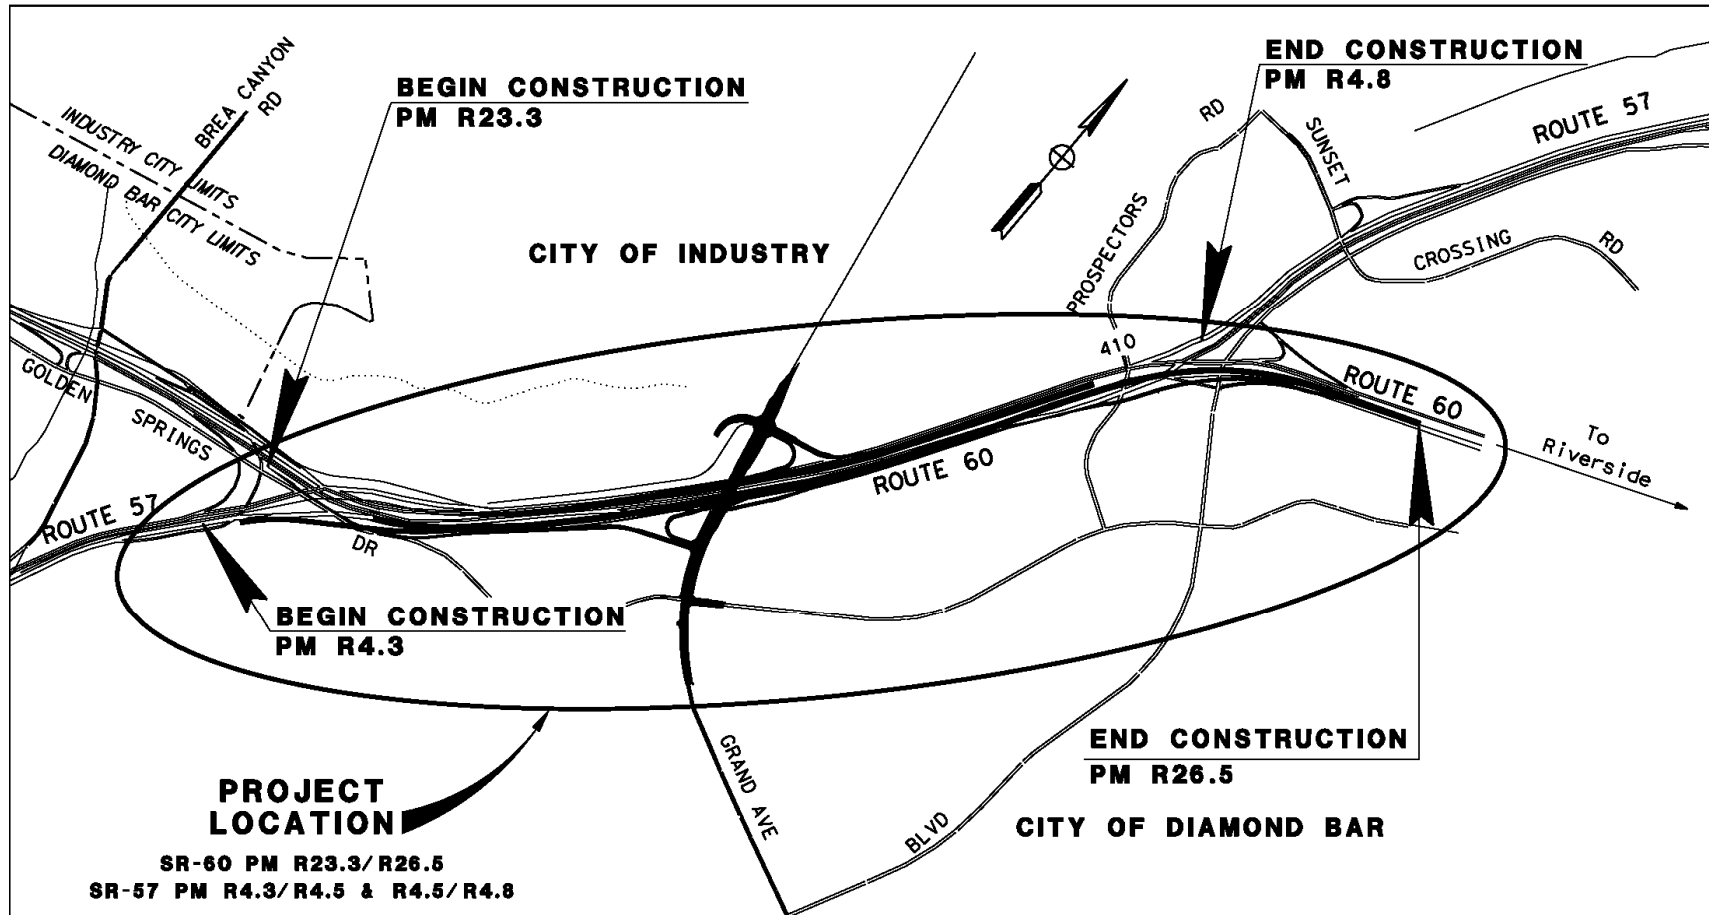 END CONSTRUCTION
PM R4.8
BEGIN CONSTRUCTION
PM R23.3
BREA CANYON
RD
INDUSTRY CITY LIMITS
DIAMOND BAR CITY LIMITS
CITY OF INDUSTRY
RD
SUNSET
ROUTE 57
PROSPECTORS
CROSSING
RD
410
GOLDEN
SPRINGS
ROUTE 60
To
Riverside
ROUTE 60
ROUTE 57
DR
BEGIN CONSTRUCTION
PM R4.3
GRAND AVE
END CONSTRUCTION
PM R26.5
BLVD
CITY OF DIAMOND BAR
PROJECT
LOCATION
SR-60 PM R23.3/R26.5
SR-57 PM R4.3/R4.5 & R4.5/R4.8